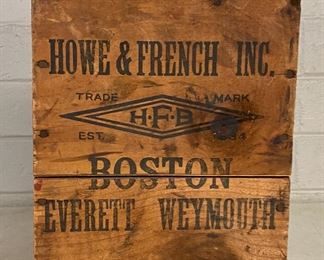 HOWE & FRENCH INC.
TRADE MARK
H·F·B
EST.
BOSTON
EVERETT WEYMOUTH